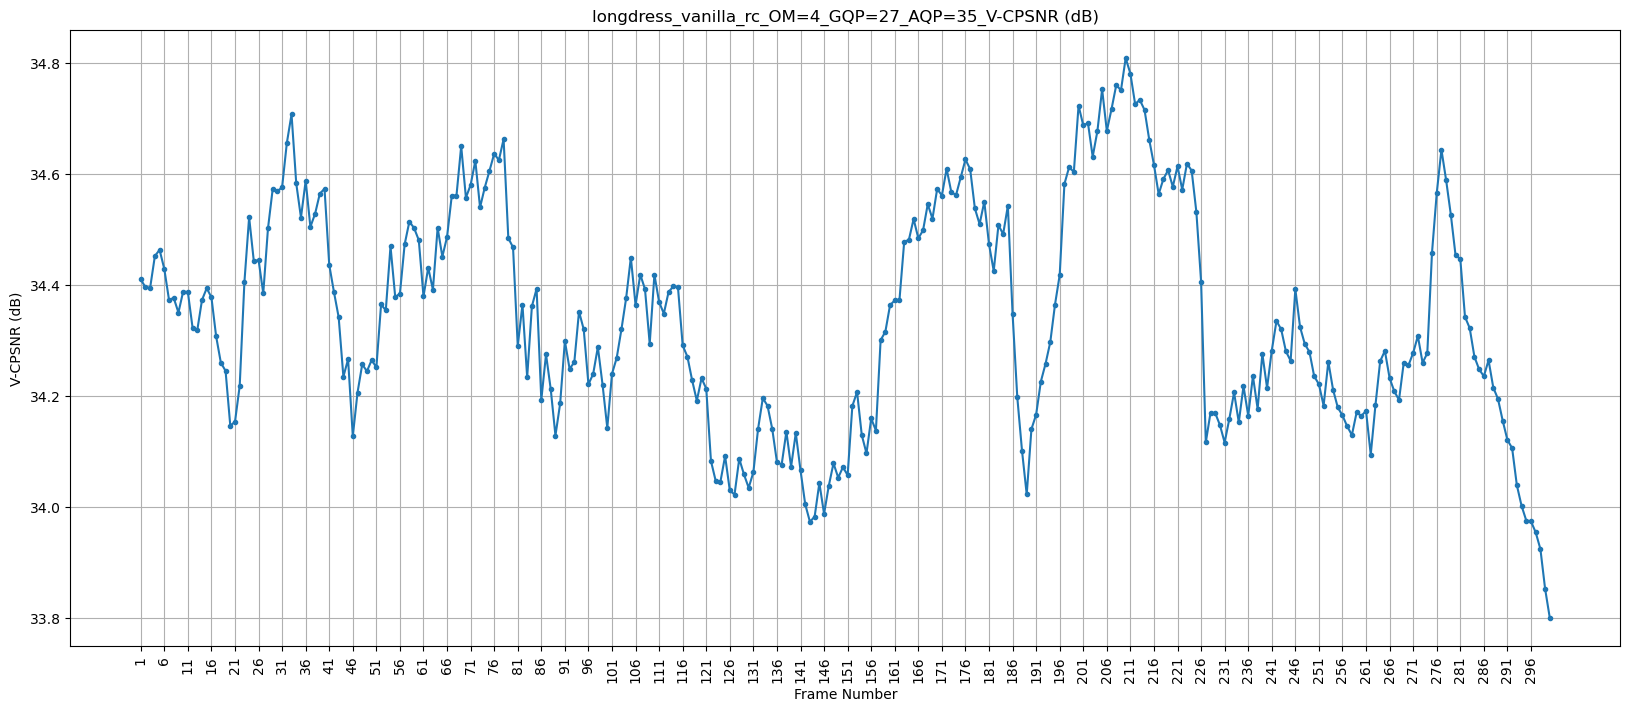 longdress_vanilla_rc_OM=4_GQP=27_AQP=35_V-CPSNR (dB)
V-CPSNR (dB)
34.8
34.6
34.4
34.2
34.0
33.8
1 6 11 16 21 26 31 36 41 46 51 56 61 66 71 76 81 86 91 96 101 106 111 116 121 126 131 136 141 146 151 156 161 166 171 176 181 186 191 196 201 206 211 216 221 226 231 236 241 246 251 256 261 266 271 276 281 286 291 296
Frame Number